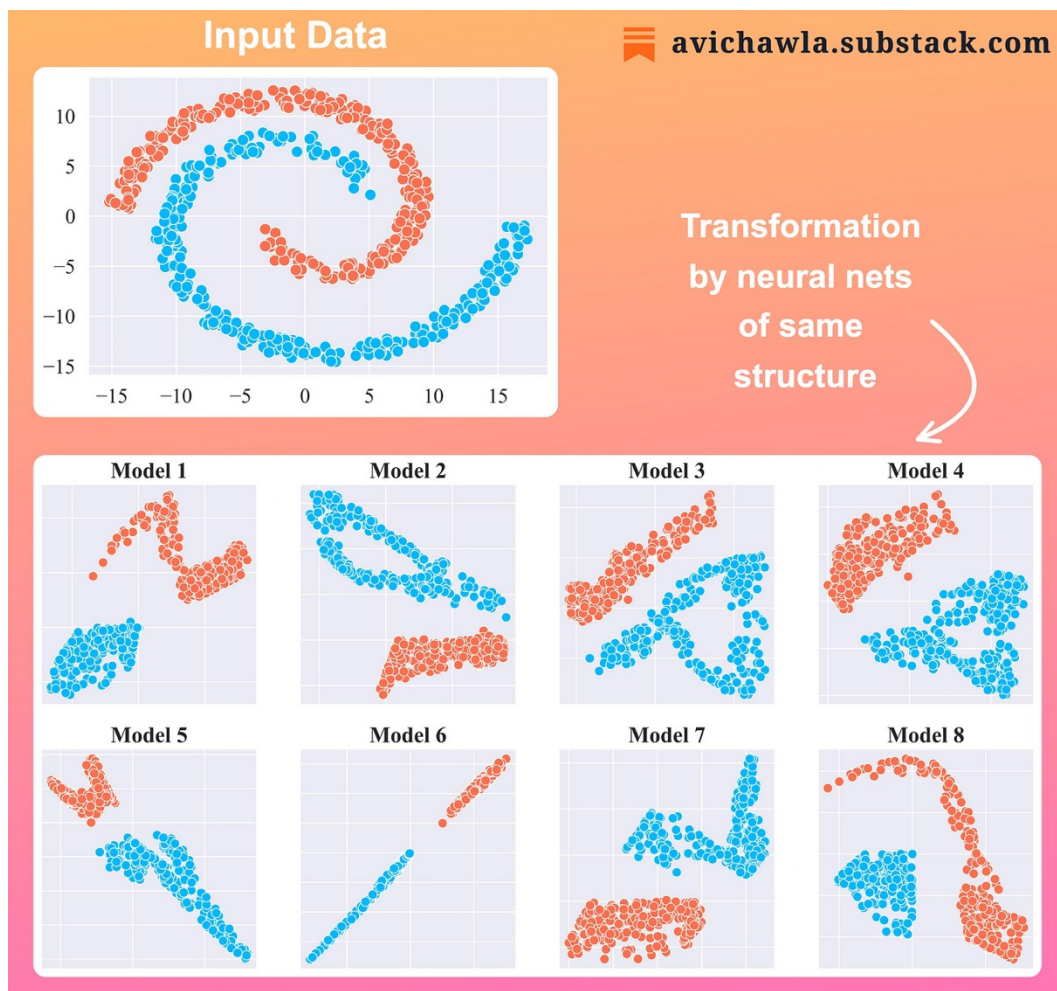 Input Data
avichawla.substack.com
10
5
0
−5
−10
−15
−15 −10 −5 0 5 10 15
Transformation
by neural nets
of same
structure
Model 1 Model 2 Model 3 Model 4
Model 5 Model 6 Model 7 Model 8